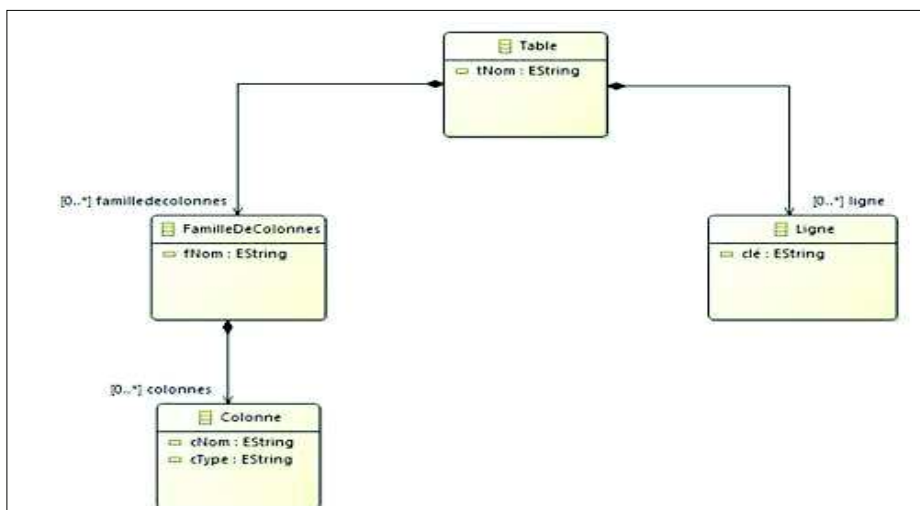 Table
tNom : EString
[0..*] familledecolonnes
[0..*] ligne
FamilleDeColonnes
fNom : EString
Ligne
clé : EString
[0..*] colonnes
Colonne
cNom : EString
cType : EString